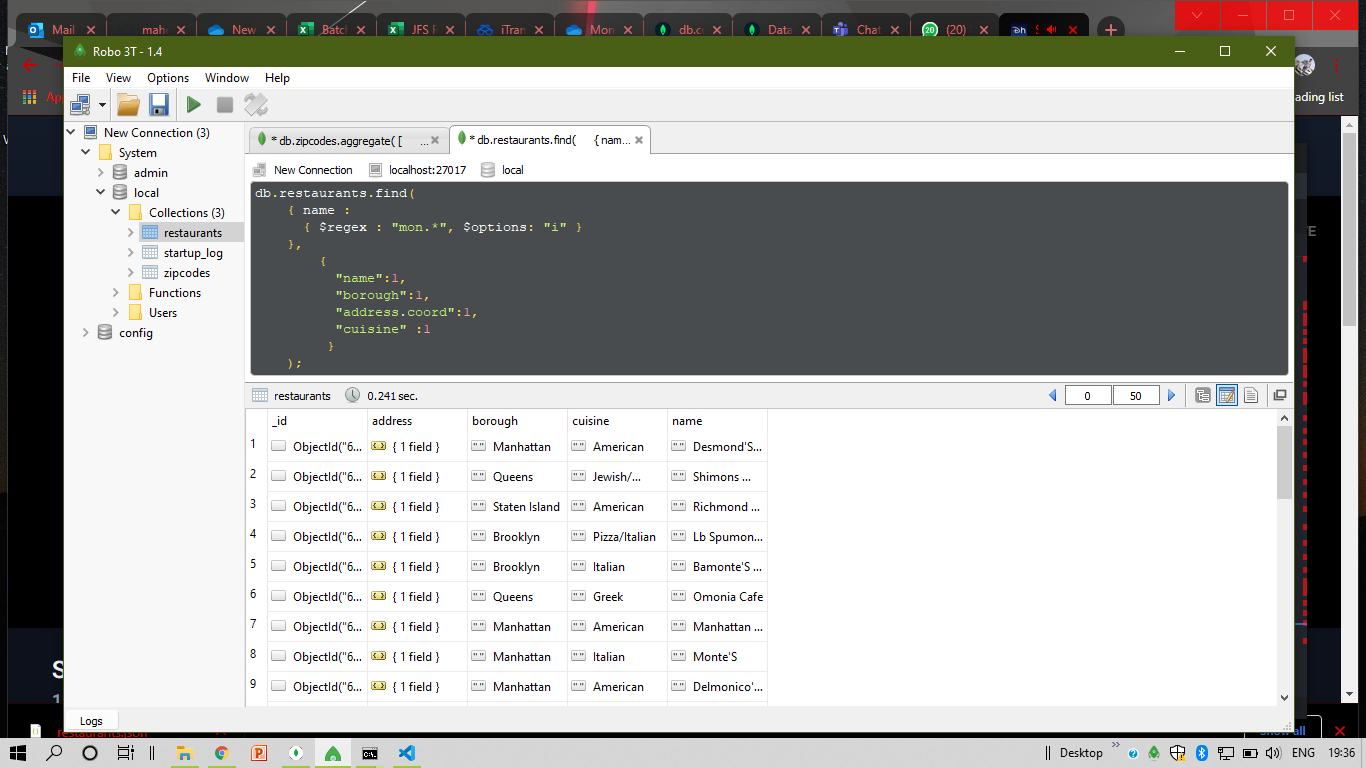 Mail
mah
New
Batch
JFS F
iTran
Mon
db.co
Data
Chat
20 (20)
Robo 3T - 1.4
File View Options Window Help
ading list
New Connection (3)
System
admin
local
Collections (3)
restaurants
startup_log
zipcodes
Functions
Users
config
* db.zipcodes.aggregate( [ ...
* db.restaurants.find( {nam...
New Connection localhost:27017 local
db.restaurants.find(
{ name :
{ $regex : "mon.*", $options: "i" }
},
{
"name":1,
"borough":1,
"address.coord":1,
"cuisine" :1
}
);
restaurants 0.241 sec. 0 50
_id address borough cuisine name
1 ObjectId("6... { 1 field } Manhattan American Desmond'S...
2 ObjectId("6... { 1 field } Queens Jewish/... Shimons ...
3 ObjectId("6... { 1 field } Staten Island American Richmond ...
4 ObjectId("6... { 1 field } Brooklyn Pizza/Italian Lb Spumon...
5 ObjectId("6... { 1 field } Brooklyn Italian Bamonte'S ...
6 ObjectId("6... { 1 field } Queens Greek Omonia Cafe
7 ObjectId("6... { 1 field } Manhattan American Manhattan ...
8 ObjectId("6... { 1 field } Manhattan Italian Monte'S
9 ObjectId("6... { 1 field } Manhattan American Delmonico'...
Logs
restaurants.json
Show all
Desktop ENG 19:36